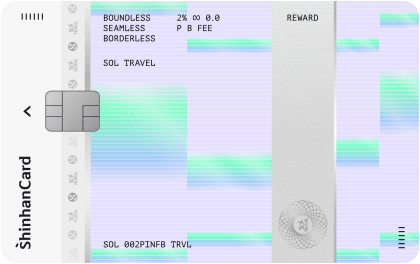 BOUNDLESS 2% ∞ 0.0
SEAMLESS P B FEE
BORDERLESS
REWARD
SOL TRAVEL
ShinhanCard
SOL 002PINFB TRVL